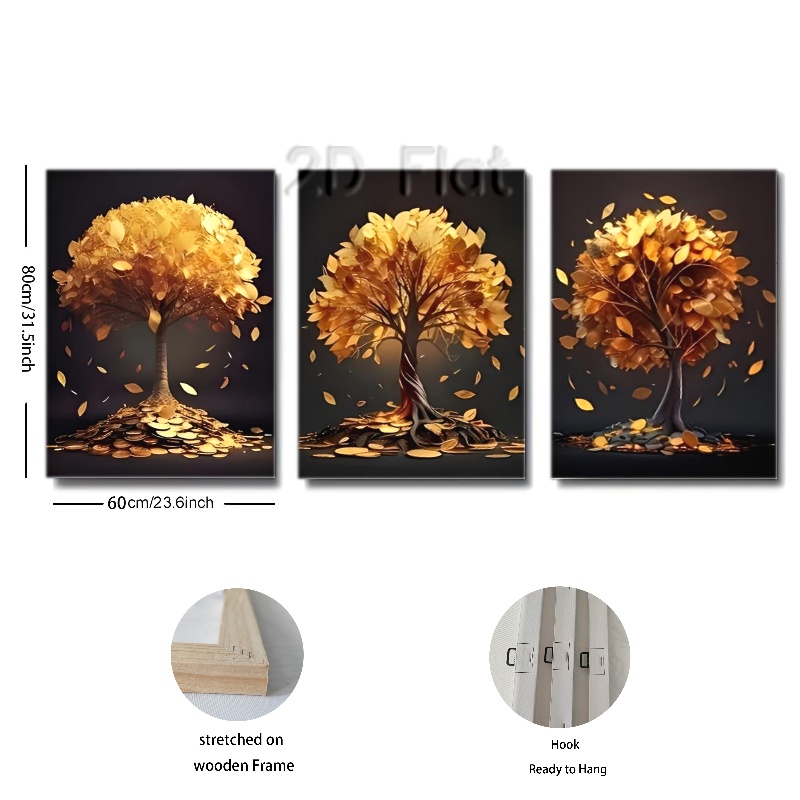 2D Flat
80cm/31.5inch
60cm/23.6inch
stretched on
wooden Frame
Hook
Ready to Hang